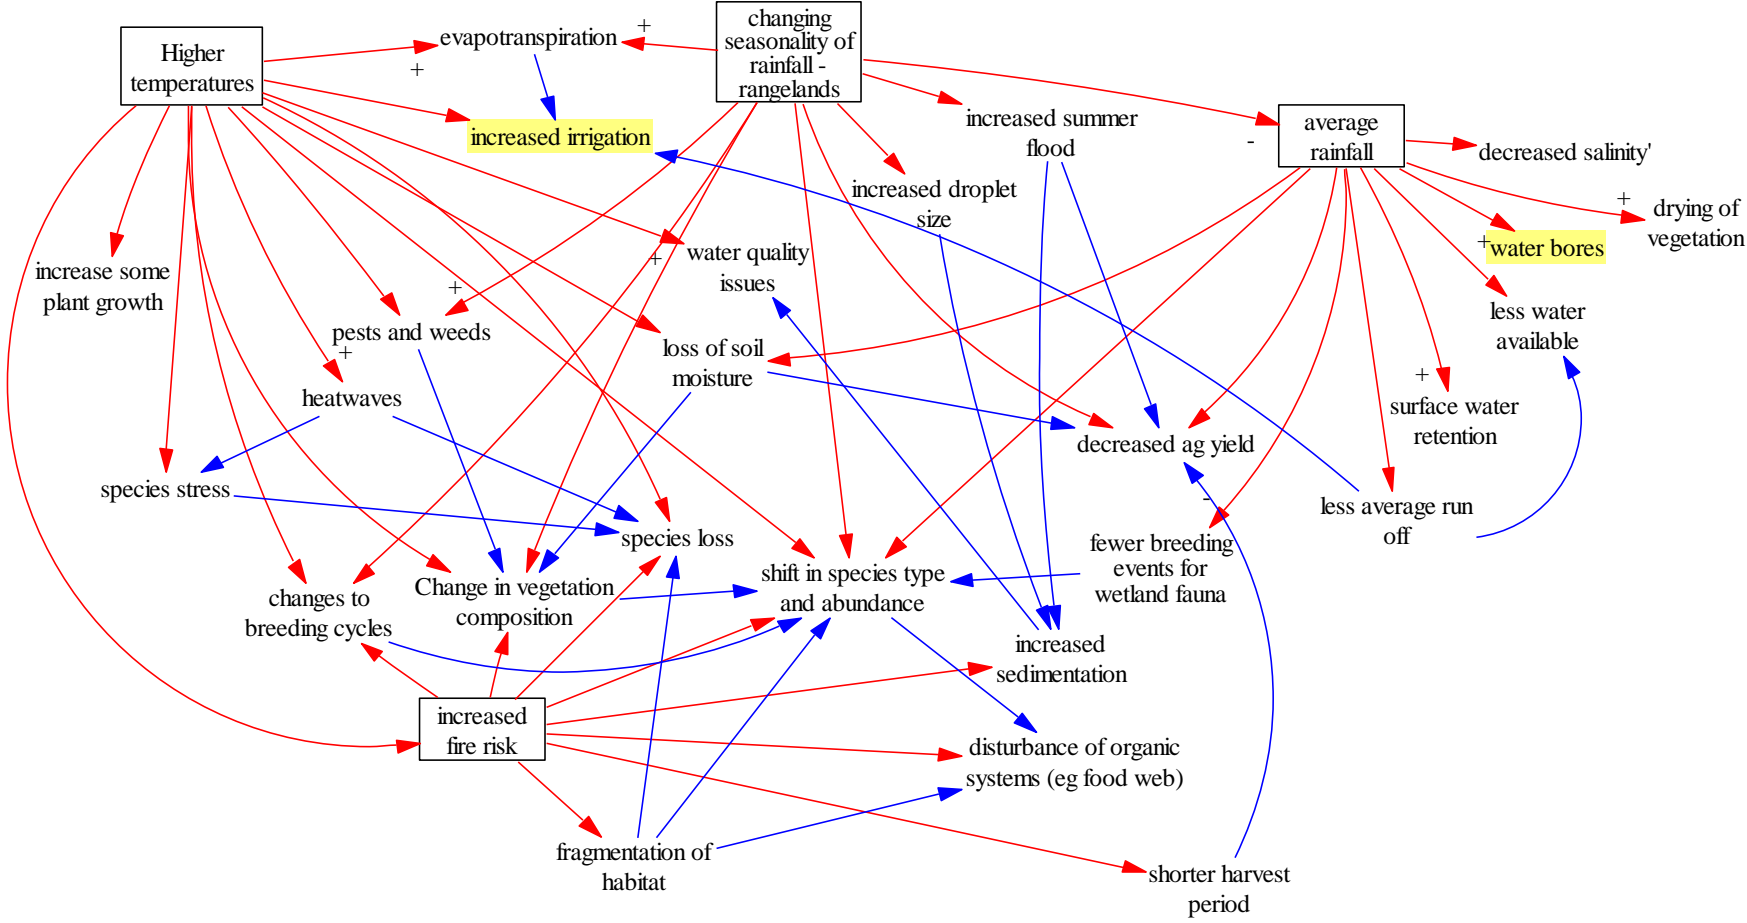 Higher
temperatures
evapotranspiration
+
+
changing
seasonality of
rainfall -
rangelands
increased irrigation
increased summer
flood
-
average
rainfall
decreased salinity'
increased droplet
size
+
drying of
vegetation
+
water bores
water quality
issues
+
increase some
plant growth
+
pests and weeds
+
less water
available
loss of soil
moisture
heatwaves
+
surface water
retention
decreased ag yield
species stress
-
less average run
off
species loss
fewer breeding
events for
wetland fauna
shift in species type
and abundance
Change in vegetation
composition
changes to
breeding cycles
increased
sedimentation
increased
fire risk
disturbance of organic
systems (eg food web)
fragmentation of
habitat
shorter harvest
period